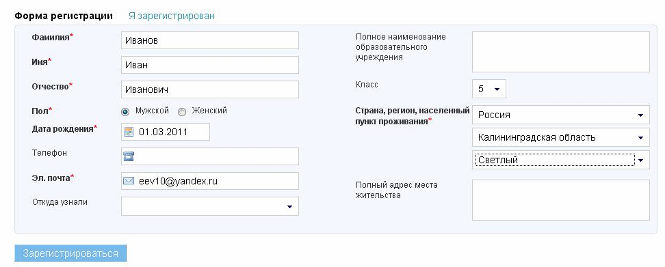 Форма регистрации Я зарегистрирован
Фамилия* Иванов
Имя* Иван
Отчество* Иванович
Пол* Мужской Женский
Дата рождения* 01.03.2011
Телефон
Эл. почта* eev10@yandex.ru
Откуда узнали
Полное наименование
образовательного
учреждения
Класс 5
Страна, регион, населенный
пункт проживания*
Россия
Калининградская область
Светлый
Полный адрес места
жительства
Зарегистрироваться